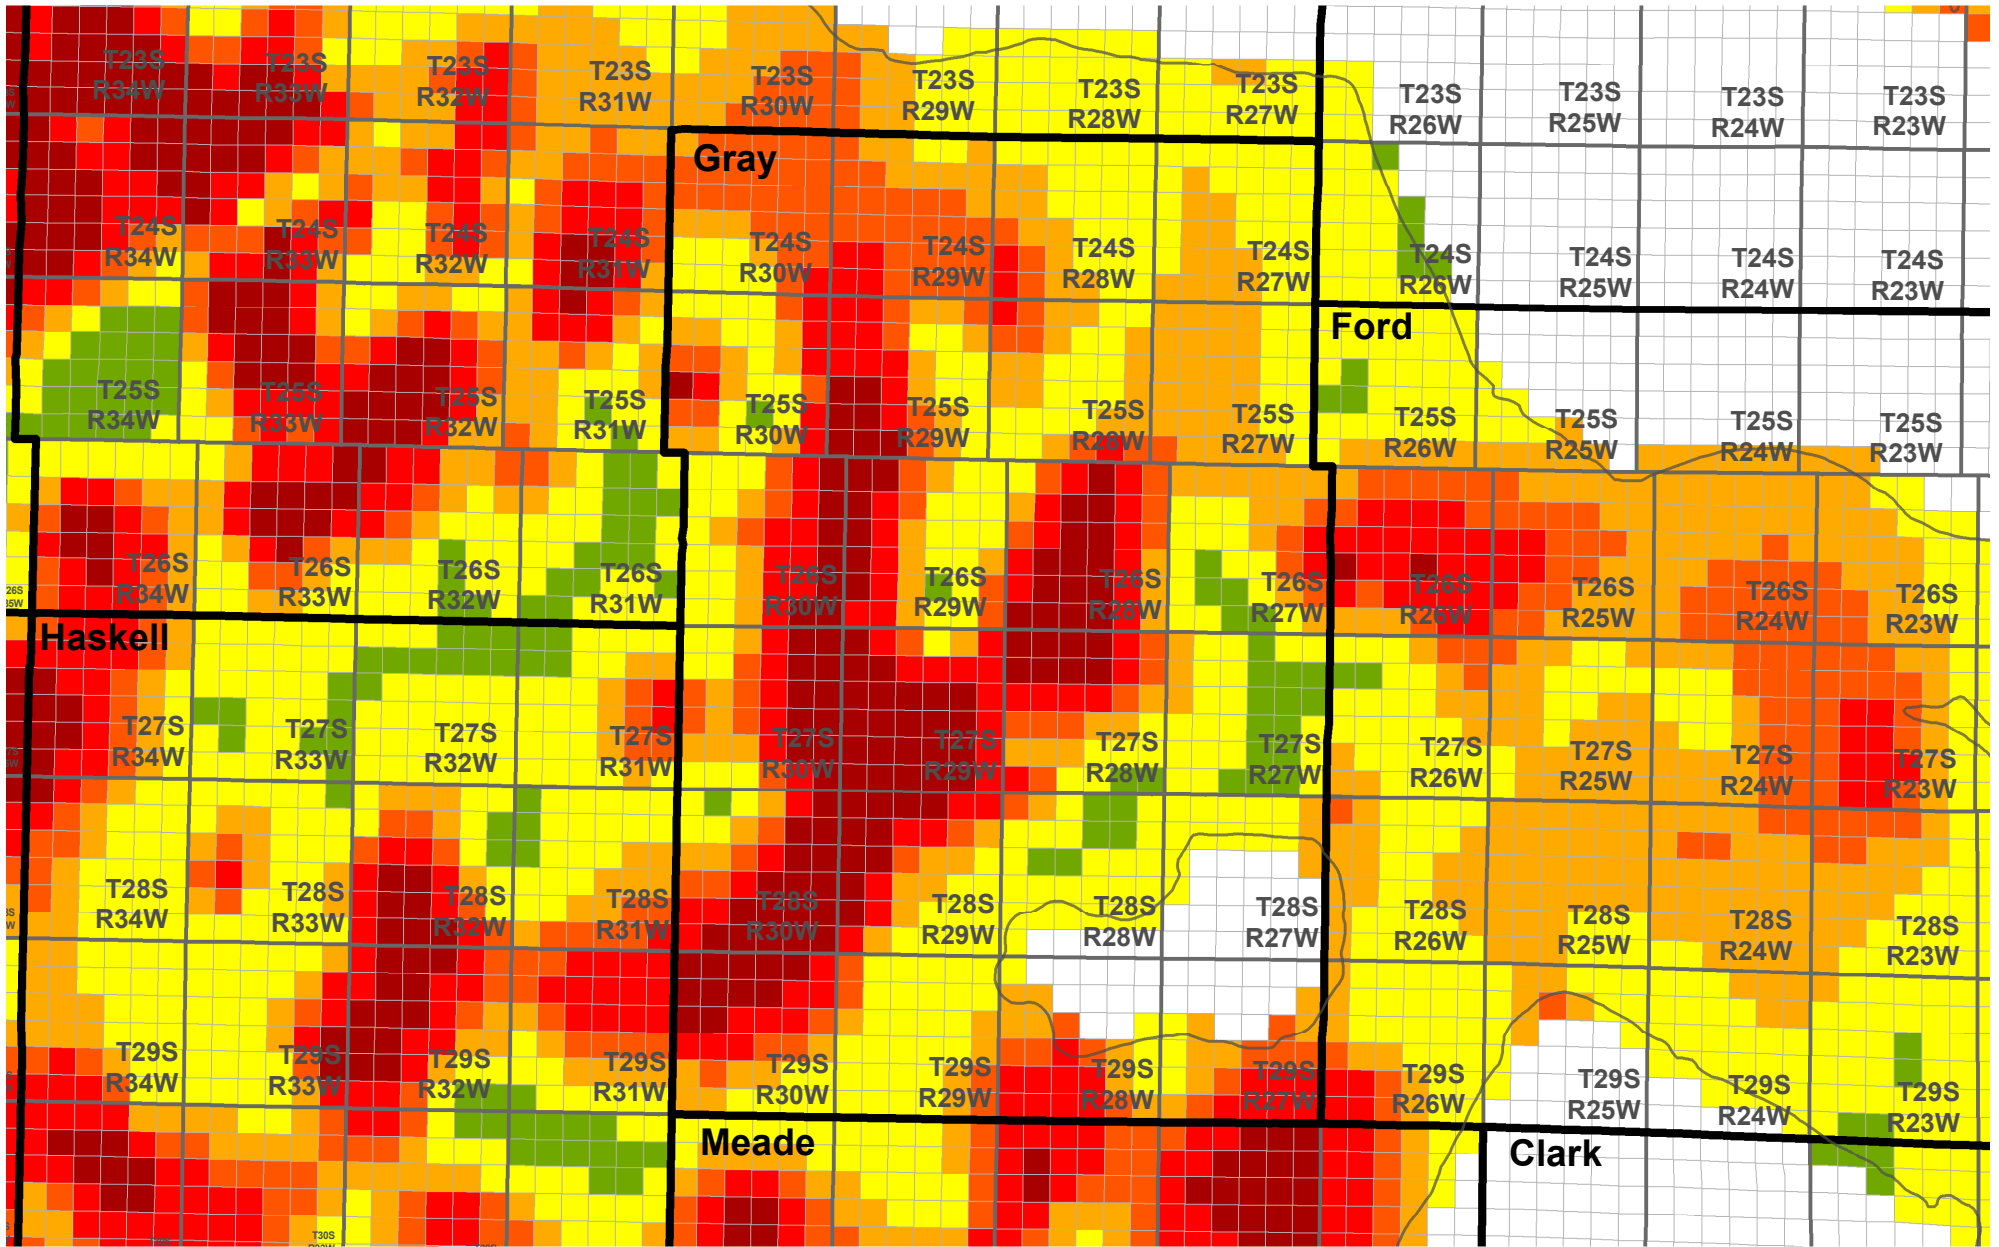 T23S
R34W
T23S
R33W
T23S
R32W
T23S
R31W
T23S
R30W
T23S
R29W
T23S
R28W
T23S
R27W
T23S
R26W
T23S
R25W
T23S
R24W
T23S
R23W
Gray
T24S
R34W
T24S
R33W
T24S
R32W
T24S
R31W
T24S
R30W
T24S
R29W
T24S
R28W
T24S
R27W
T24S
R26W
T24S
R25W
T24S
R24W
T24S
R23W
Ford
T25S
R34W
T25S
R33W
T25S
R32W
T25S
R31W
T25S
R30W
T25S
R29W
T25S
R28W
T25S
R27W
T25S
R26W
T25S
R25W
T25S
R24W
T25S
R23W
26S
35W
T26S
R34W
T26S
R33W
T26S
R32W
T26S
R31W
T26S
R30W
T26S
R29W
T26S
R28W
T26S
R27W
T26S
R26W
T26S
R25W
T26S
R24W
T26S
R23W
Haskell
T27S
R34W
T27S
R33W
T27S
R32W
T27S
R31W
T27S
R30W
T27S
R29W
T27S
R28W
T27S
R27W
T27S
R26W
T27S
R25W
T27S
R24W
T27S
R23W
T28S
R34W
T28S
R33W
T28S
R32W
T28S
R31W
T28S
R30W
T28S
R29W
T28S
R28W
T28S
R27W
T28S
R26W
T28S
R25W
T28S
R24W
T28S
R23W
T29S
R34W
T29S
R33W
T29S
R32W
T29S
R31W
T29S
R30W
T29S
R29W
T29S
R28W
T29S
R27W
T29S
R26W
T29S
R25W
T29S
R24W
T29S
R23W
Meade
Clark
T30S